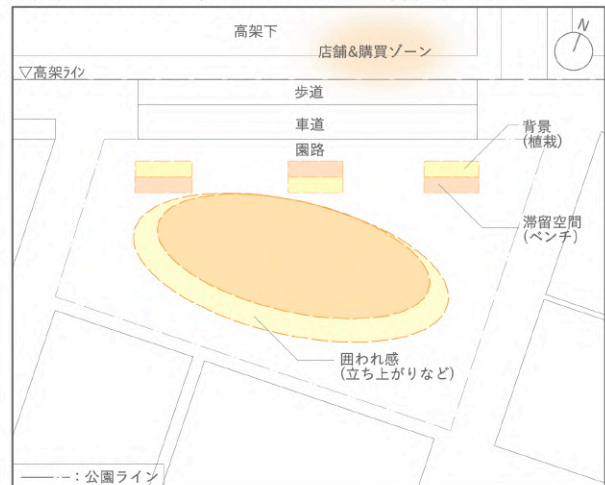 高架下
店舗&購買ゾーン
N
▽高架ライン
歩道
車道
園路
背景
(植栽)
滞留空間
(ベンチ)
囲われ感
(立ち上がりなど)
：公園ライン